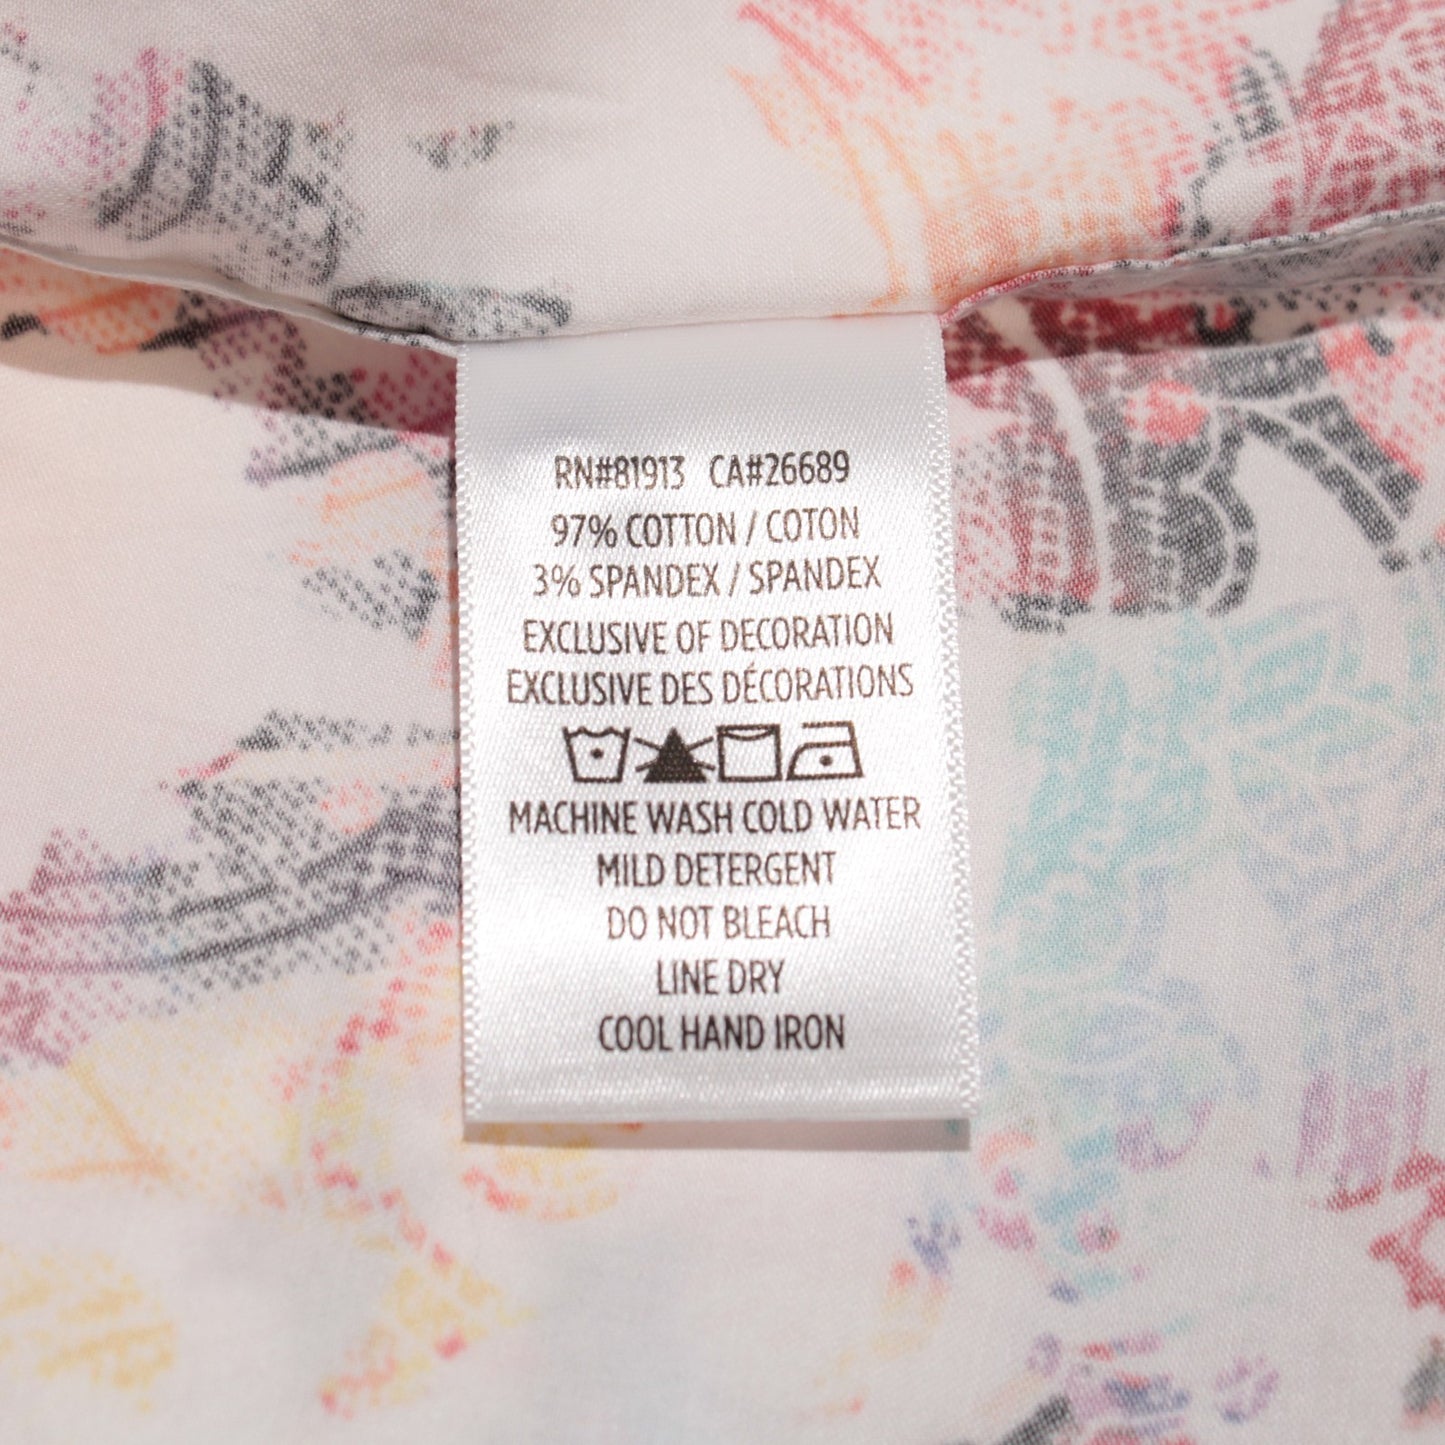 RN#81913 CA#26689
97% COTTON / COTON
3% SPANDEX / SPANDEX
EXCLUSIVE OF DECORATION
EXCLUSIVE DES DÉCORATIONS
MACHINE WASH COLD WATER
MILD DETERGENT
DO NOT BLEACH
LINE DRY
COOL HAND IRON